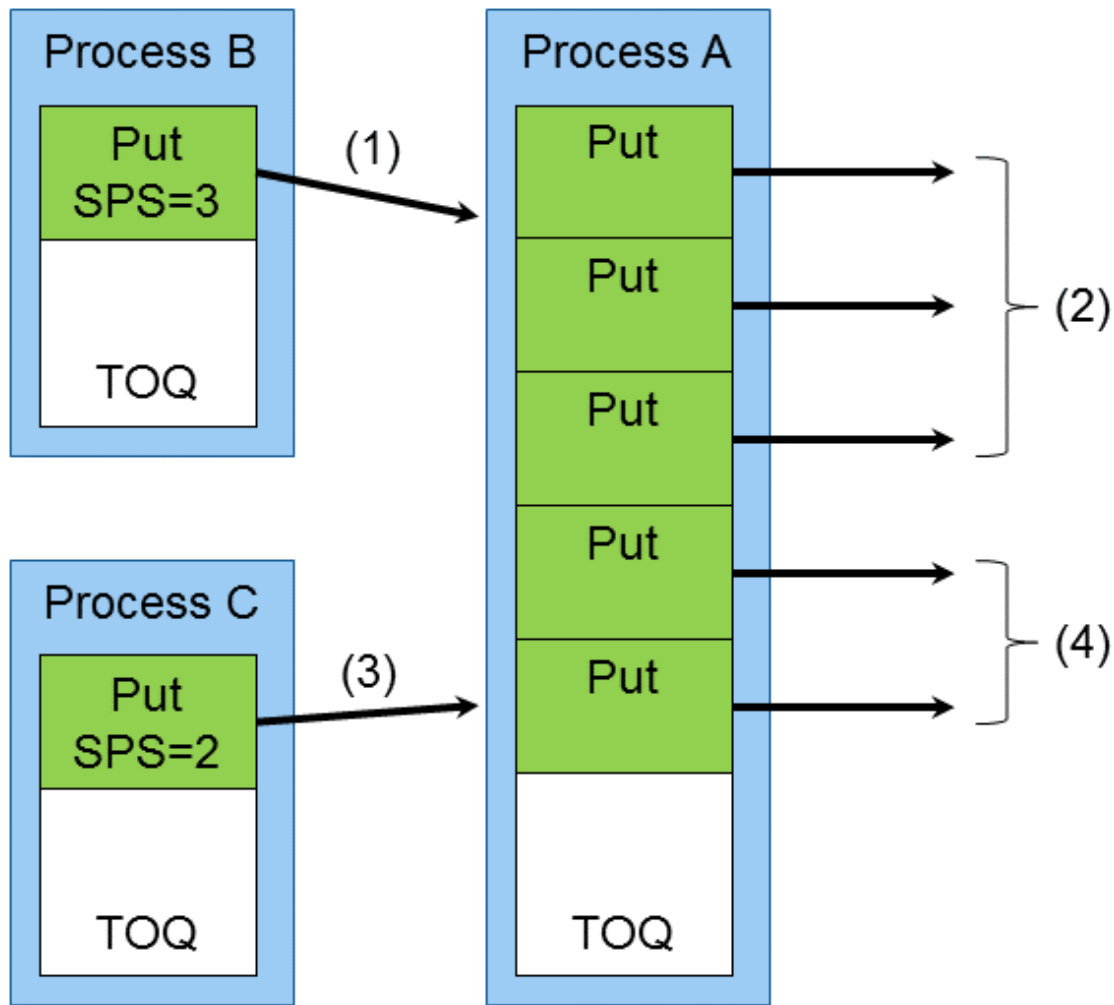 Process B
Put
SPS=3
TOQ
(1)
Process A
Put
Put
Put
Put
Put
TOQ
(2)
(4)
Process C
Put
SPS=2
TOQ
(3)